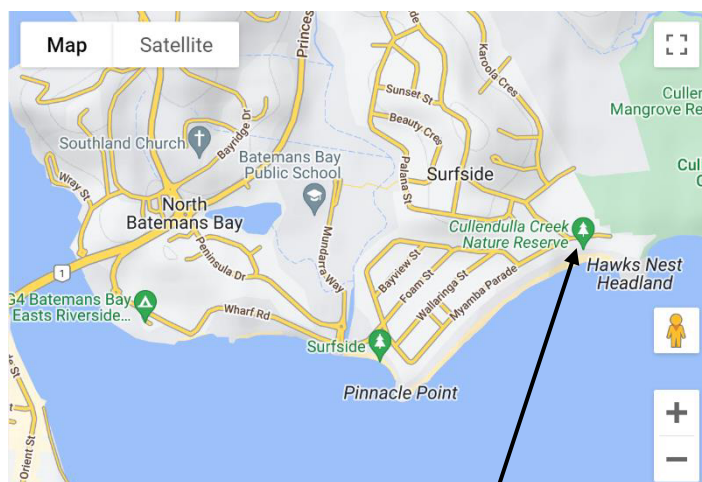 Map
Satellite
Princes
Karoola Cres
Cullen
Mangrove Re
Sunset St
Southland Church
Bayridge Dr
Beauty Cres
Batemans Bay
Public School
Cul
Surfside
Palana St
Wray St
North
Batemans Bay
Cullendulla Creek
Nature Reserve
Mundarra Way
Peninsula Dr
Bayview St
Foam St
Wallaringa St
Myamba Parade
Hawks Nest
Headland
1
G4 Batemans Bay
Easts Riverside...
Wharf Rd
Surfside
Pinnacle Point
Orient St